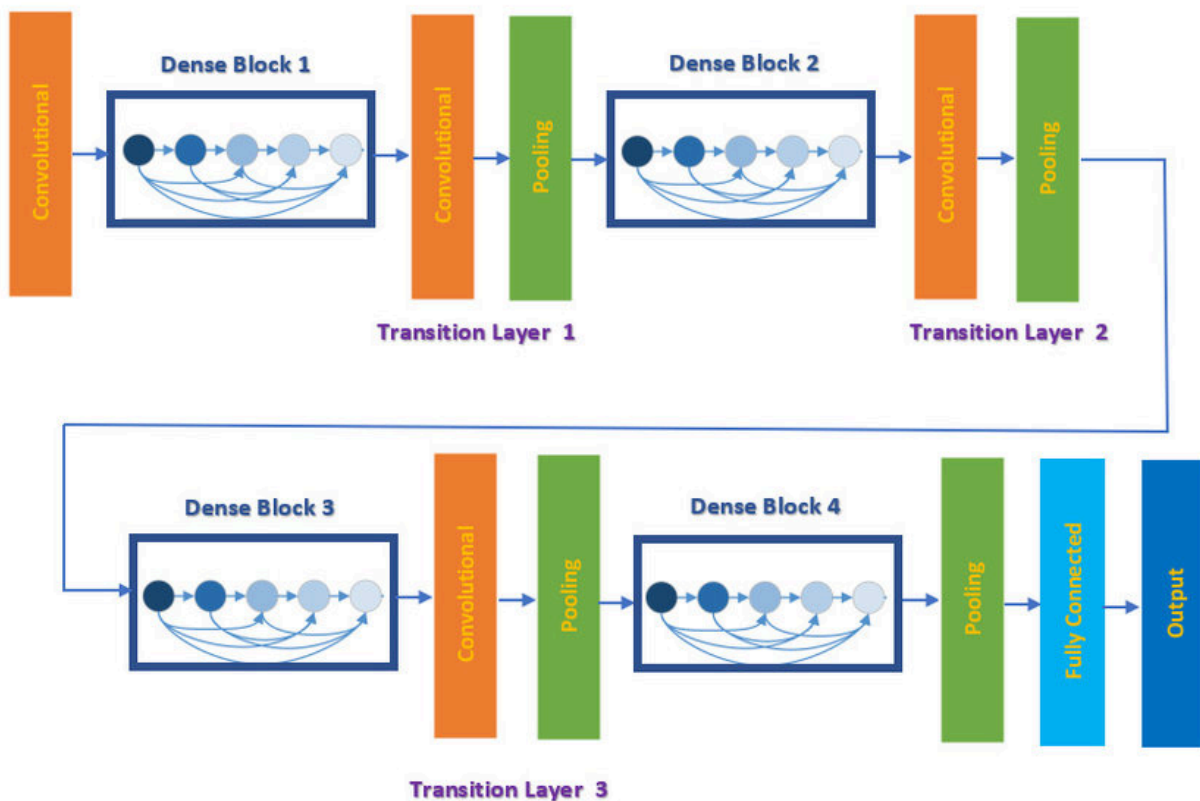 Convolutional
Dense Block 1
Convolutional
Pooling
Transition Layer 1
Dense Block 2
Convolutional
Pooling
Transition Layer 2
Dense Block 3
Convolutional
Pooling
Transition Layer 3
Dense Block 4
Pooling
Fully Connected
Output